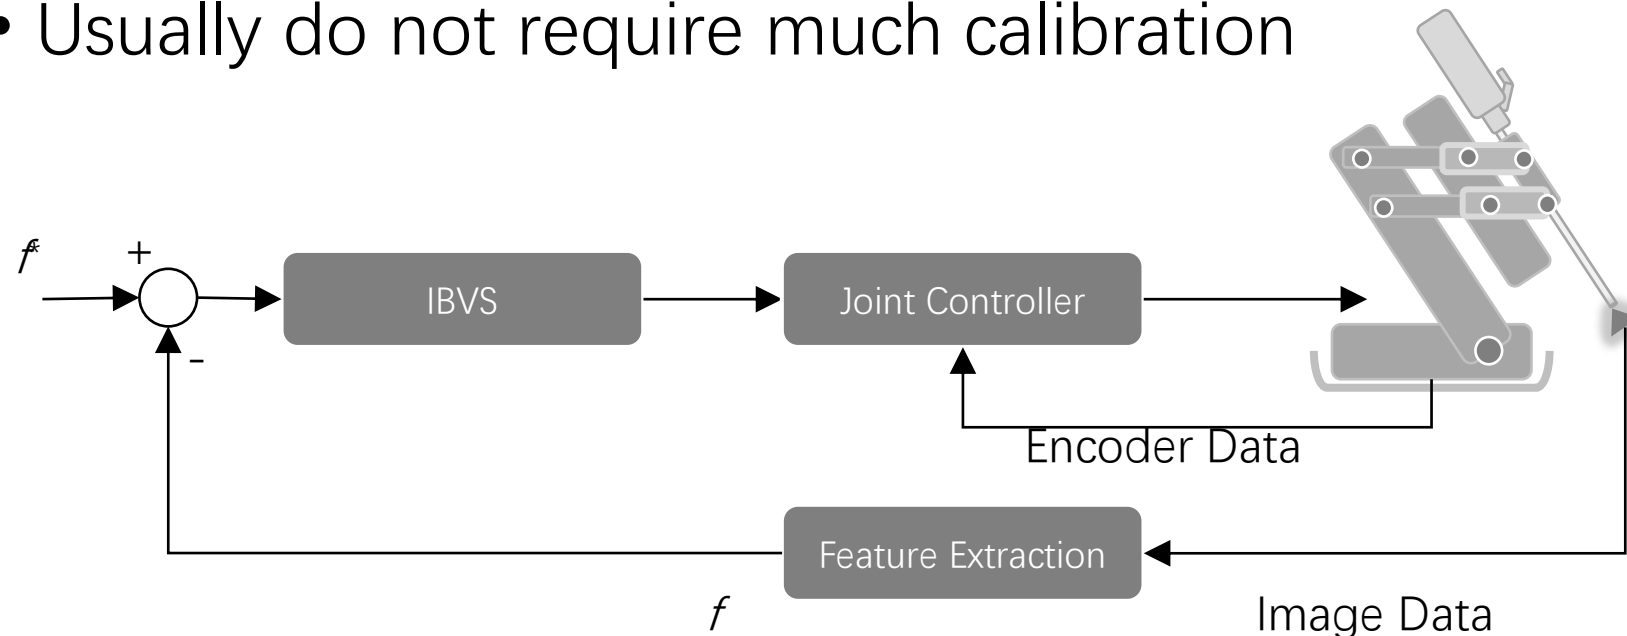 • Usually do not require much calibration
f*
+
IBVS
Joint Controller
-
Encoder Data
Feature Extraction
f
Image Data